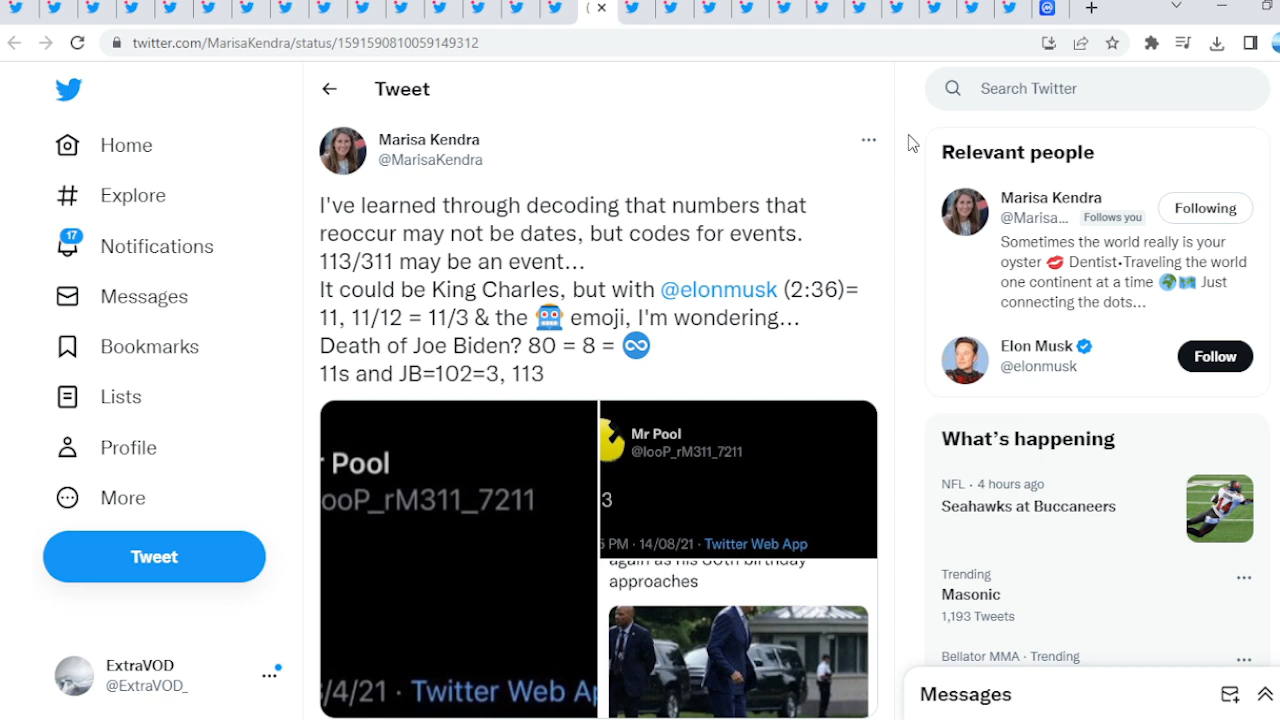 twitter.com/MarisaKendra/status/1591590810059149312
Home
Explore
17
Notifications
Messages
Bookmarks
Lists
Profile
More
Tweet
ExtraVOD
@ExtraVOD_
Tweet
Marisa Kendra
@MarisaKendra
I've learned through decoding that numbers that
reoccur may not be dates, but codes for events.
113/311 may be an event...
It could be King Charles, but with @elonmusk (2:36)=
11, 11/12 = 11/3 & the 🤖 emoji, I'm wondering...
Death of Joe Biden? 80 = 8 = ♾
11s and JB=102=3, 113
r Pool
ooP_rM311_7211
/4/21 · Twitter Web Ap
Mr Pool
@looP_rM311_7211
3
5 PM · 14/08/21 · Twitter Web App
again as his 80th birthday
approaches
Search Twitter
Relevant people
Marisa Kendra
@Marisa... Follows you
Following
Sometimes the world really is your
oyster 💋 Dentist•Traveling the world
one continent at a time 🌍🗺 Just
connecting the dots...
Elon Musk
@elonmusk
Follow
What's happening
NFL · 4 hours ago
Seahawks at Buccaneers
Trending
Masonic
1,193 Tweets
Bellator MMA · Trending
Messages